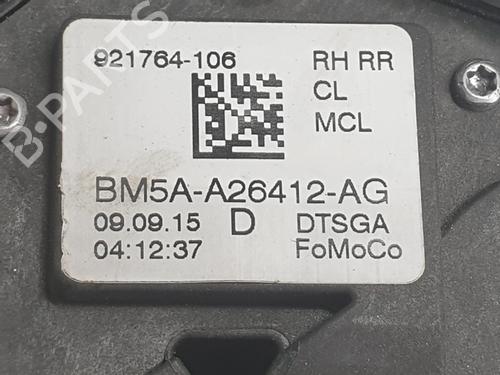 921764-106 RH RR
CL
MCL
BM5A-A26412-AG
09.09.15 D DTSGA
04:12:37 FoMoCo
B-PARTS